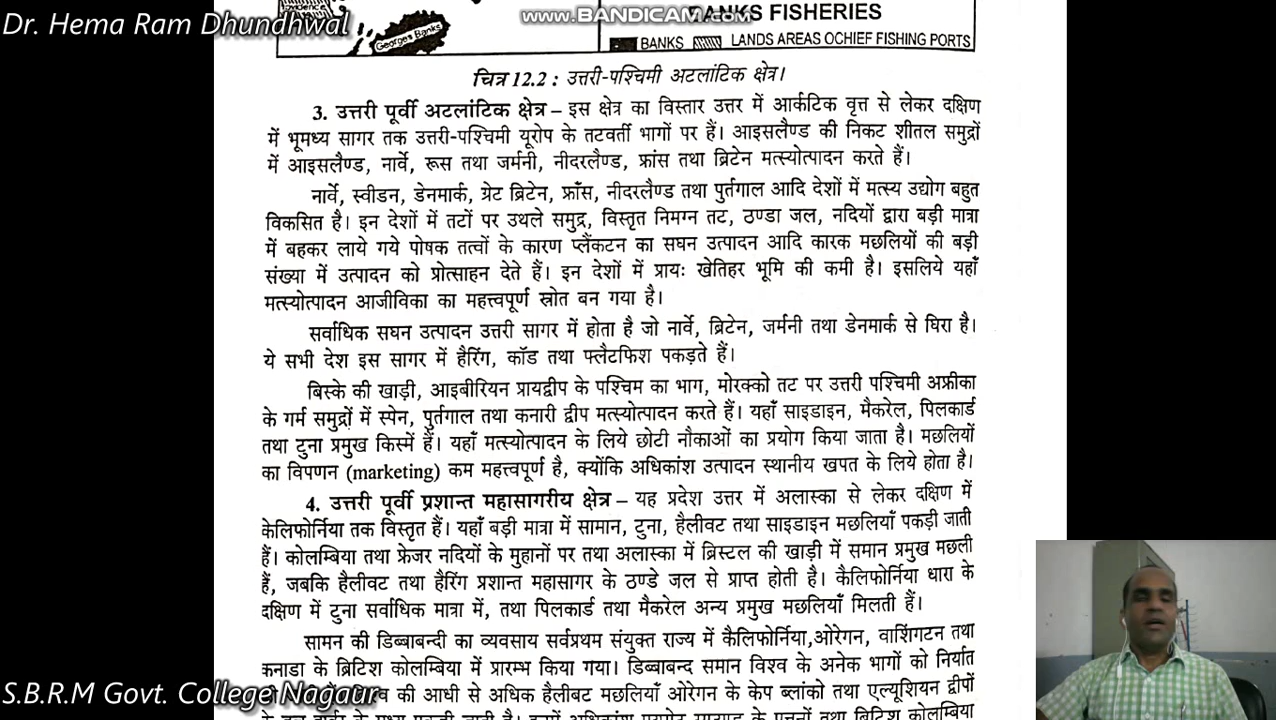 Dr. Hema Ram Dhundhwal
www.BANDICAM.com
BANKS FISHERIES
Georges Banks
BANKS LANDS AREAS OCHIEF FISHING PORTS
चित्र 12.2 : उत्तरी-पश्चिमी अटलांटिक क्षेत्र।
3. उत्तरी पूर्वी अटलांटिक क्षेत्र – इस क्षेत्र का विस्तार उत्तर में आर्कटिक वृत्त से लेकर दक्षिण
में भूमध्य सागर तक उत्तरी-पश्चिमी यूरोप के तटवर्ती भागों पर हैं। आइसलैण्ड की निकट शीतल समुद्रों
में आइसलैण्ड, नार्वे, रूस तथा जर्मनी, नीदरलैण्ड, फ्रांस तथा ब्रिटेन मत्स्योत्पादन करते हैं।
नार्वे, स्वीडन, डेनमार्क, ग्रेट ब्रिटेन, फ्राँस, नीदरलैण्ड तथा पुर्तगाल आदि देशों में मत्स्य उद्योग बहुत
विकसित है। इन देशों में तटों पर उथले समुद्र, विस्तृत निमग्न तट, ठण्डा जल, नदियों द्वारा बड़ी मात्रा
में बहकर लाये गये पोषक तत्वों के कारण प्लैंकटन का सघन उत्पादन आदि कारक मछलियों की बड़ी
संख्या में उत्पादन को प्रोत्साहन देते हैं। इन देशों में प्रायः खेतिहर भूमि की कमी है। इसलिये यहाँ
मत्स्योत्पादन आजीविका का महत्त्वपूर्ण स्रोत बन गया है।
सर्वाधिक सघन उत्पादन उत्तरी सागर में होता है जो नार्वे, ब्रिटेन, जर्मनी तथा डेनमार्क से घिरा है।
ये सभी देश इस सागर में हैरिंग, कॉड तथा फ्लैटफिश पकड़ते हैं।
बिस्के की खाड़ी, आइबीरियन प्रायद्वीप के पश्चिम का भाग, मोरक्को तट पर उत्तरी पश्चिमी अफ्रीका
के गर्म समुद्रों में स्पेन, पुर्तगाल तथा कनारी द्वीप मत्स्योत्पादन करते हैं। यहाँ साइडाइन, मैकरेल, पिलकार्ड
तथा टुना प्रमुख किस्में हैं। यहाँ मत्स्योत्पादन के लिये छोटी नौकाओं का प्रयोग किया जाता है। मछलियों
का विपणन (marketing) कम महत्त्वपूर्ण है, क्योंकि अधिकांश उत्पादन स्थानीय खपत के लिये होता है।
4. उत्तरी पूर्वी प्रशान्त महासागरीय क्षेत्र – यह प्रदेश उत्तर में अलास्का से लेकर दक्षिण में
केलिफोर्निया तक विस्तृत हैं। यहाँ बड़ी मात्रा में सामान, टुना, हैलीवट तथा साइडाइन मछलियाँ पकड़ी जाती
हैं। कोलम्बिया तथा फ्रेजर नदियों के मुहानों पर तथा अलास्का में ब्रिस्टल की खाड़ी में समान प्रमुख मछली
हैं, जबकि हैलीवट तथा हैरिंग प्रशान्त महासागर के ठण्डे जल से प्राप्त होती है। कैलिफोर्निया धारा के
दक्षिण में टुना सर्वाधिक मात्रा में, तथा पिलकार्ड तथा मैकरेल अन्य प्रमुख मछलियाँ मिलती हैं।
सामन की डिब्बाबन्दी का व्यवसाय सर्वप्रथम संयुक्त राज्य में कैलिफोर्निया,ओरेगन, वाशिंगटन तथा
कनाडा के ब्रिटिश कोलम्बिया में प्रारम्भ किया गया। डिब्बाबन्द समान विश्व के अनेक भागों को निर्यात
की आधी से अधिक हैलीबट मछलियाँ ओरेगन के केप ब्लांको तथा एल्यूशियन द्वीपों
S.B.R.M Govt. College Nagaur